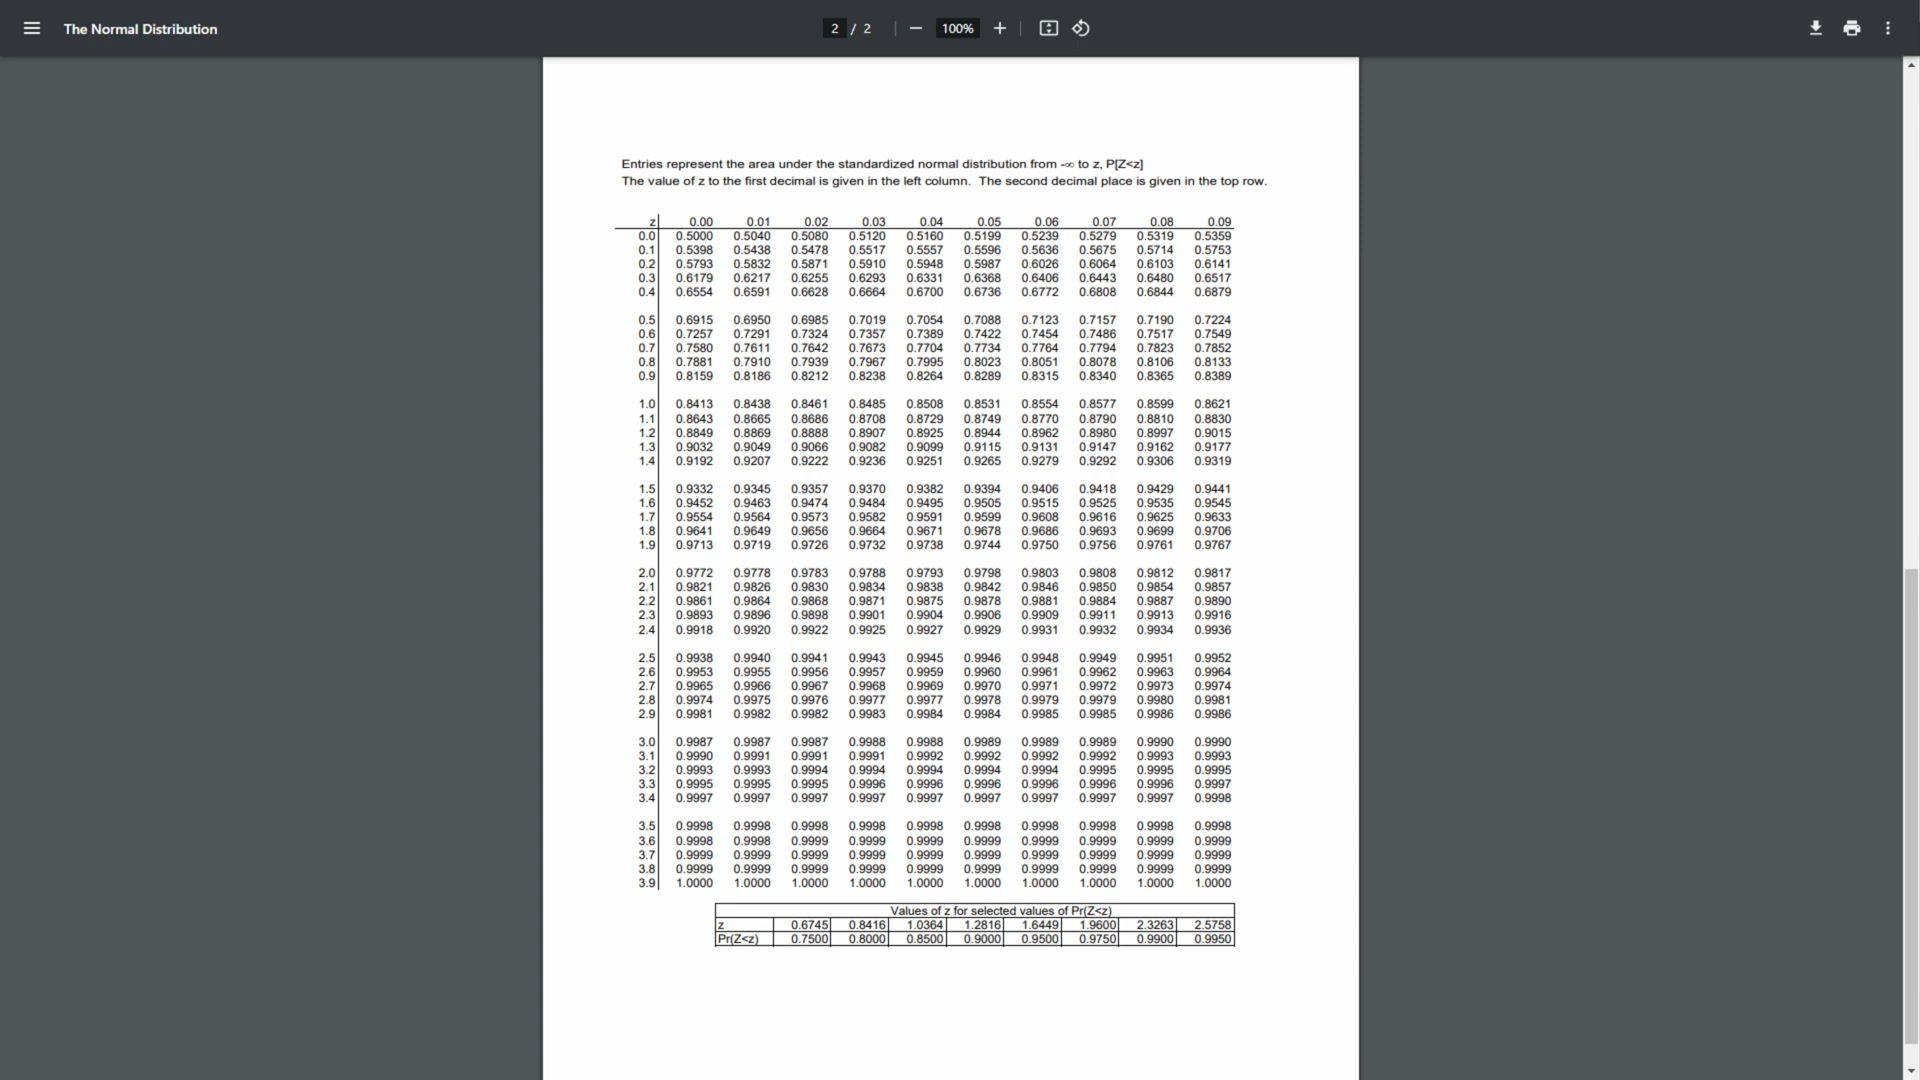 The Normal Distribution
2 / 2
100%
Entries represent the area under the standardized normal distribution from -∞ to z, P[Z<z]
The value of z to the first decimal is given in the left column. The second decimal place is given in the top row.
z 0.00 0.01 0.02 0.03 0.04 0.05 0.06 0.07 0.08 0.09
0.0 0.5000 0.5040 0.5080 0.5120 0.5160 0.5199 0.5239 0.5279 0.5319 0.5359
0.1 0.5398 0.5438 0.5478 0.5517 0.5557 0.5596 0.5636 0.5675 0.5714 0.5753
0.2 0.5793 0.5832 0.5871 0.5910 0.5948 0.5987 0.6026 0.6064 0.6103 0.6141
0.3 0.6179 0.6217 0.6255 0.6293 0.6331 0.6368 0.6406 0.6443 0.6480 0.6517
0.4 0.6554 0.6591 0.6628 0.6664 0.6700 0.6736 0.6772 0.6808 0.6844 0.6879
0.5 0.6915 0.6950 0.6985 0.7019 0.7054 0.7088 0.7123 0.7157 0.7190 0.7224
0.6 0.7257 0.7291 0.7324 0.7357 0.7389 0.7422 0.7454 0.7486 0.7517 0.7549
0.7 0.7580 0.7611 0.7642 0.7673 0.7704 0.7734 0.7764 0.7794 0.7823 0.7852
0.8 0.7881 0.7910 0.7939 0.7967 0.7995 0.8023 0.8051 0.8078 0.8106 0.8133
0.9 0.8159 0.8186 0.8212 0.8238 0.8264 0.8289 0.8315 0.8340 0.8365 0.8389
1.0 0.8413 0.8438 0.8461 0.8485 0.8508 0.8531 0.8554 0.8577 0.8599 0.8621
1.1 0.8643 0.8665 0.8686 0.8708 0.8729 0.8749 0.8770 0.8790 0.8810 0.8830
1.2 0.8849 0.8869 0.8888 0.8907 0.8925 0.8944 0.8962 0.8980 0.8997 0.9015
1.3 0.9032 0.9049 0.9066 0.9082 0.9099 0.9115 0.9131 0.9147 0.9162 0.9177
1.4 0.9192 0.9207 0.9222 0.9236 0.9251 0.9265 0.9279 0.9292 0.9306 0.9319
1.5 0.9332 0.9345 0.9357 0.9370 0.9382 0.9394 0.9406 0.9418 0.9429 0.9441
1.6 0.9452 0.9463 0.9474 0.9484 0.9495 0.9505 0.9515 0.9525 0.9535 0.9545
1.7 0.9554 0.9564 0.9573 0.9582 0.9591 0.9599 0.9608 0.9616 0.9625 0.9633
1.8 0.9641 0.9649 0.9656 0.9664 0.9671 0.9678 0.9686 0.9693 0.9699 0.9706
1.9 0.9713 0.9719 0.9726 0.9732 0.9738 0.9744 0.9750 0.9756 0.9761 0.9767
2.0 0.9772 0.9778 0.9783 0.9788 0.9793 0.9798 0.9803 0.9808 0.9812 0.9817
2.1 0.9821 0.9826 0.9830 0.9834 0.9838 0.9842 0.9846 0.9850 0.9854 0.9857
2.2 0.9861 0.9864 0.9868 0.9871 0.9875 0.9878 0.9881 0.9884 0.9887 0.9890
2.3 0.9893 0.9896 0.9898 0.9901 0.9904 0.9906 0.9909 0.9911 0.9913 0.9916
2.4 0.9918 0.9920 0.9922 0.9925 0.9927 0.9929 0.9931 0.9932 0.9934 0.9936
2.5 0.9938 0.9940 0.9941 0.9943 0.9945 0.9946 0.9948 0.9949 0.9951 0.9952
2.6 0.9953 0.9955 0.9956 0.9957 0.9959 0.9960 0.9961 0.9962 0.9963 0.9964
2.7 0.9965 0.9966 0.9967 0.9968 0.9969 0.9970 0.9971 0.9972 0.9973 0.9974
2.8 0.9974 0.9975 0.9976 0.9977 0.9977 0.9978 0.9979 0.9979 0.9980 0.9981
2.9 0.9981 0.9982 0.9982 0.9983 0.9984 0.9984 0.9985 0.9985 0.9986 0.9986
3.0 0.9987 0.9987 0.9987 0.9988 0.9988 0.9989 0.9989 0.9989 0.9990 0.9990
3.1 0.9990 0.9991 0.9991 0.9991 0.9992 0.9992 0.9992 0.9992 0.9993 0.9993
3.2 0.9993 0.9993 0.9994 0.9994 0.9994 0.9994 0.9994 0.9995 0.9995 0.9995
3.3 0.9995 0.9995 0.9995 0.9996 0.9996 0.9996 0.9996 0.9996 0.9996 0.9997
3.4 0.9997 0.9997 0.9997 0.9997 0.9997 0.9997 0.9997 0.9997 0.9997 0.9998
3.5 0.9998 0.9998 0.9998 0.9998 0.9998 0.9998 0.9998 0.9998 0.9998 0.9998
3.6 0.9998 0.9998 0.9999 0.9999 0.9999 0.9999 0.9999 0.9999 0.9999 0.9999
3.7 0.9999 0.9999 0.9999 0.9999 0.9999 0.9999 0.9999 0.9999 0.9999 0.9999
3.8 0.9999 0.9999 0.9999 0.9999 0.9999 0.9999 0.9999 0.9999 0.9999 0.9999
3.9 1.0000 1.0000 1.0000 1.0000 1.0000 1.0000 1.0000 1.0000 1.0000 1.0000
Values of z for selected values of Pr(Z<z)
z 0.6745 0.8416 1.0364 1.2816 1.6449 1.9600 2.3263 2.5758
Pr(Z<z) 0.7500 0.8000 0.8500 0.9000 0.9500 0.9750 0.9900 0.9950